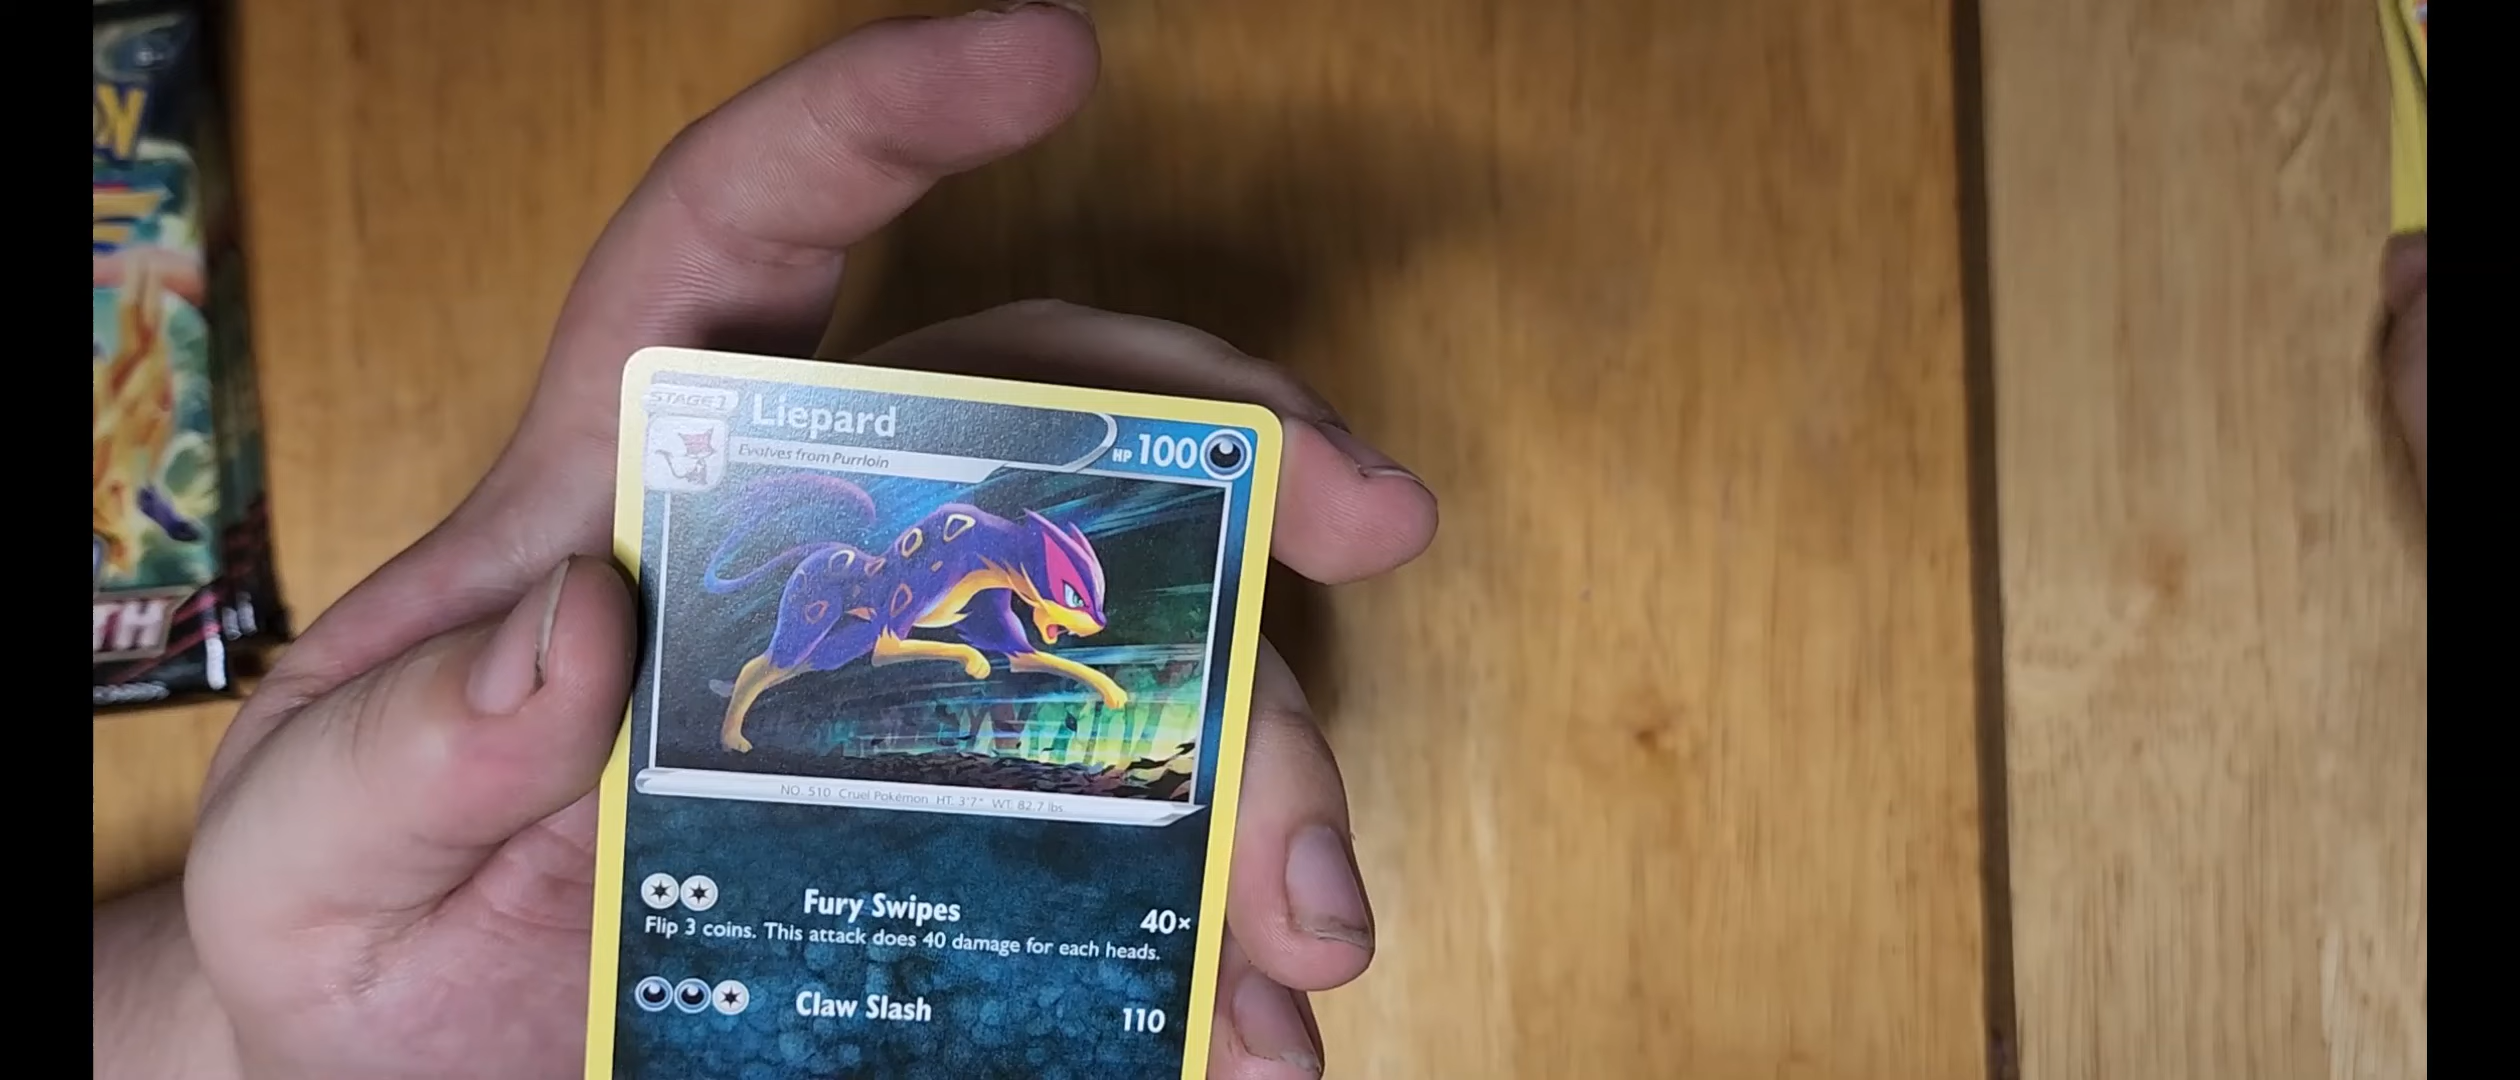 TH
STAGE 1
Liepard
HP 100
Evolves from Purrloin
NO. 510 Cruel Pokémon HT: 3'7" WT: 82.7 lbs
Fury Swipes 40×
Flip 3 coins. This attack does 40 damage for each heads.
Claw Slash 110